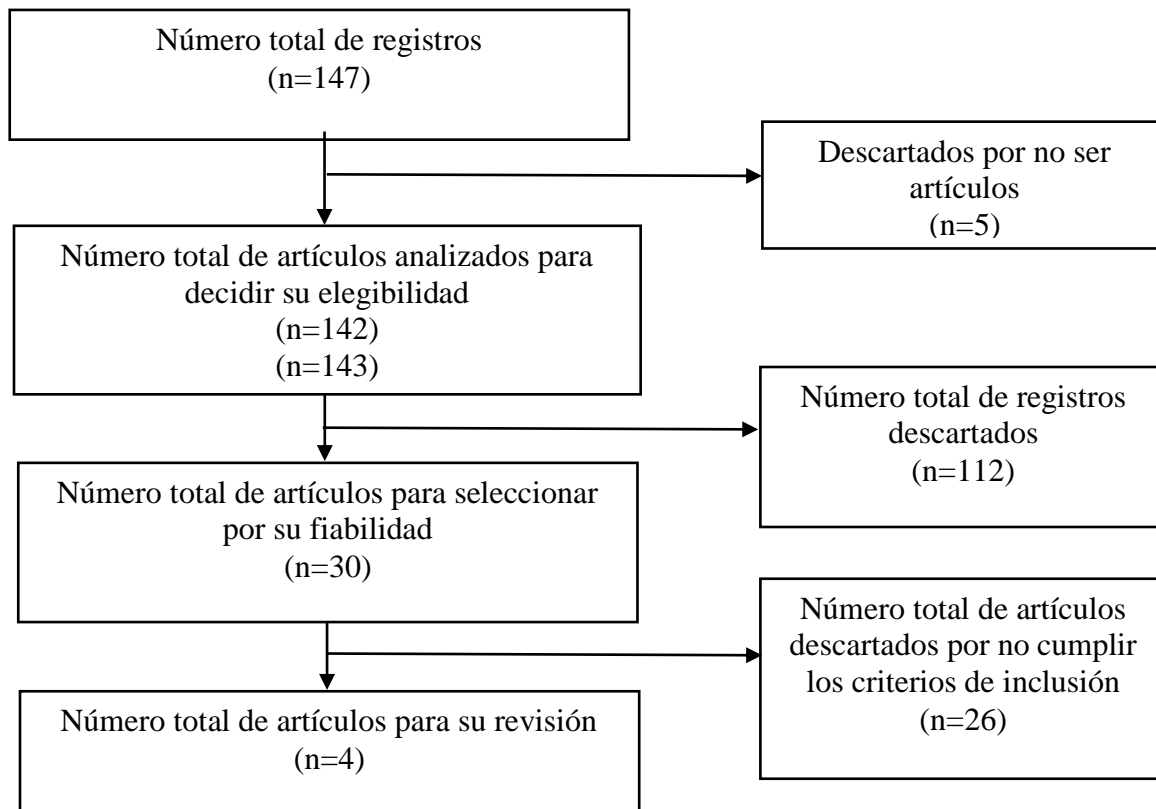 Número total de registros
(n=147)
Descartados por no ser
artículos
(n=5)
Número total de artículos analizados para
decidir su elegibilidad
(n=142)
(n=143)
Número total de registros
descartados
(n=112)
Número total de artículos para seleccionar
por su fiabilidad
(n=30)
Número total de artículos
descartados por no cumplir
los criterios de inclusión
(n=26)
Número total de artículos para su revisión
(n=4)